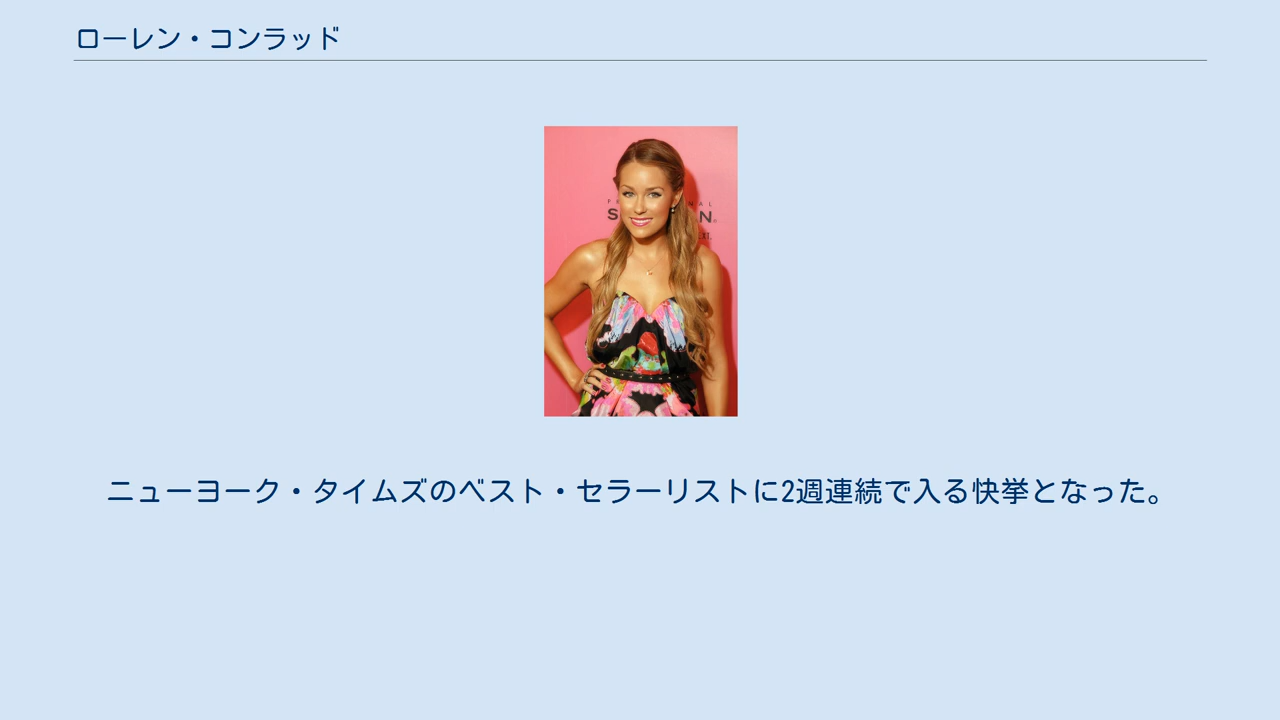 ローレン・コンラッド
ニューヨーク・タイムズのベスト・セラーリストに2週連続で入る快挙となった。